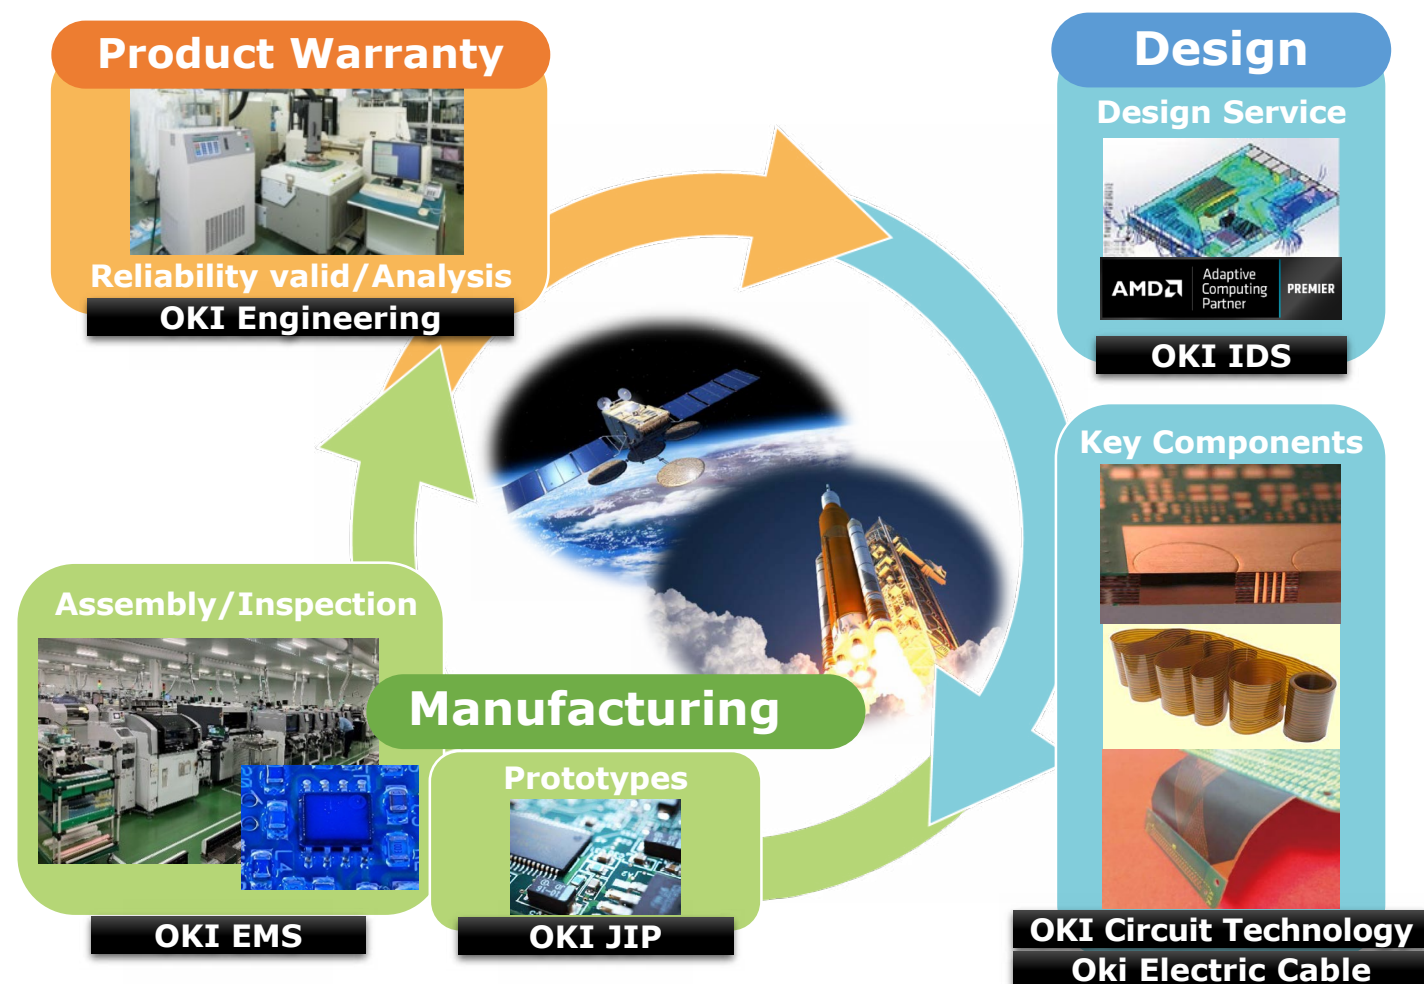 Product Warranty
Reliability valid/Analysis
OKI Engineering
Design
Design Service
AMD
Adaptive
Computing
Partner
PREMIER
OKI IDS
Key Components
OKI Circuit Technology
Oki Electric Cable
Manufacturing
Assembly/Inspection
OKI EMS
Prototypes
OKI JIP